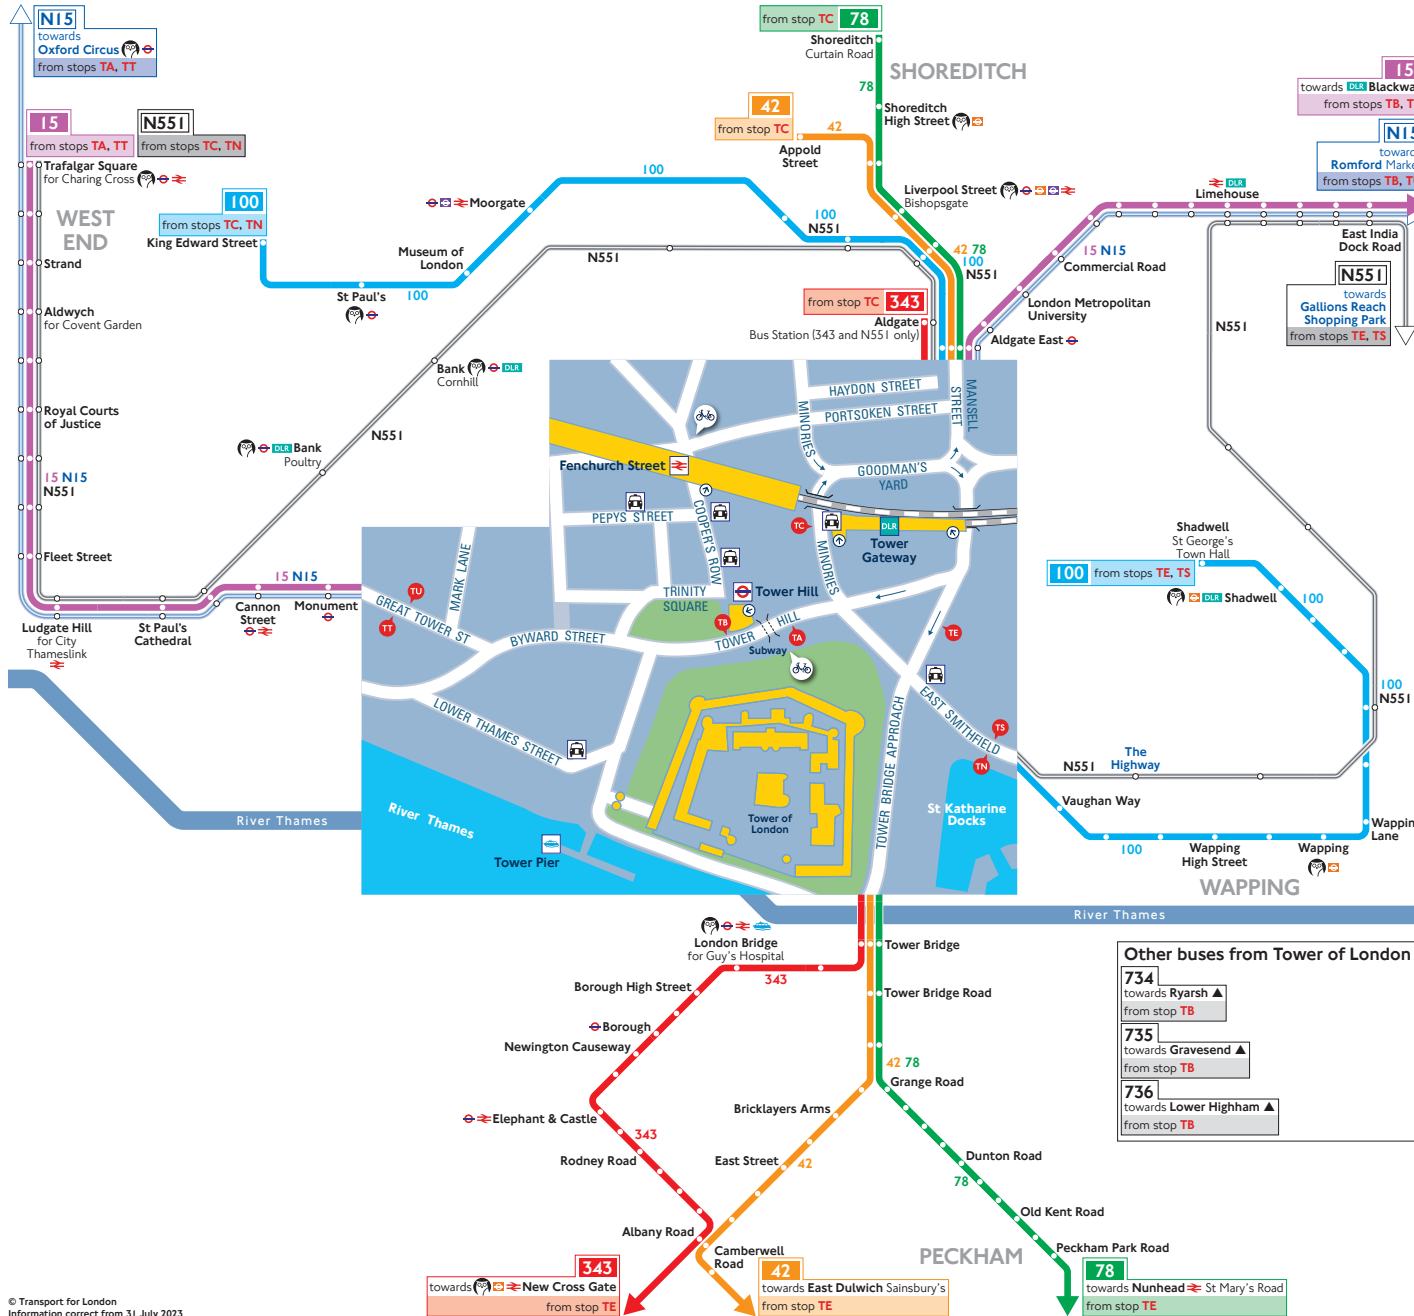 N15
towards
Oxford Circus
from stops TA, TT
15
from stops TA, TT
N551
from stops TC, TN
Trafalgar Square
for Charing Cross
WEST
END
Strand
Aldwych
for Covent Garden
Royal Courts
of Justice
15 N15
N551
Fleet Street
Ludgate Hill
for City
Thameslink
St Paul's
Cathedral
15 N15
Cannon
Street
Monument
100
from stops TC, TN
King Edward Street
St Paul's
100
Museum of
London
Moorgate
100
N551
Bank
Cornhill
N551
DLR
Bank
Poultry
DLR
from stop TC 78
Shoreditch
Curtain Road
SHOREDITCH
78
Shoreditch
High Street
42
from stop TC
42
Appold
Street
Liverpool Street
Bishopsgate
100
N551
42 78
100
N551
from stop TC 343
Aldgate
Bus Station (343 and N551 only)
15
towards DLR
from stops TB,
N15
Romford
from stops TB,
DLR
Limehouse
15 N15
Commercial Road
London Metropolitan
University
Aldgate East
East India
Dock Road
N551
towards
Gallions Reach
Shopping Park
from stops TE, TS
N551
Shadwell
St George's
Town Hall
100 from stops TE, TS
DLR Shadwell
100
100
N551
The
Highway
N551
Vaughan Way
100
Wapping
High Street
Wapping
Lane
WAPPING
HAYDON STREET
PORTSOKEN STREET
MINORIES
MANSELL
STREET
GOODMAN'S
YARD
Fenchurch Street
PEPYS STREET
COOPER'S ROW
TC
MINORIES
DLR
Tower
Gateway
MARK LANE
TU
GREAT TOWER ST
TT
TRINITY
SQUARE
Tower Hill
BYWARD STREET
TB
TOWER HILL
TA
Subway
TE
LOWER THAMES STREET
TOWER BRIDGE APPROACH
EAST SMITHFIELD
TS
TN
River Thames
River Thames
Tower Pier
Tower of
London
St Katharine
Docks
River Thames
London Bridge
for Guy's Hospital
343
Borough High Street
Borough
Newington Causeway
Elephant & Castle
343
Rodney Road
Albany Road
343
towards New Cross Gate
from stop TE
Tower Bridge
Tower Bridge Road
42 78
Grange Road
Bricklayers Arms
East Street
42
Camberwell
Road
42
towards East Dulwich Sainsbury's
from stop TE
Dunton Road
78
Old Kent Road
PECKHAM
Peckham Park Road
78
towards Nunhead St Mary's Road
from stop TE
Other buses from Tower of London
734
towards Ryarsh ▲
from stop TB
735
towards Gravesend ▲
from stop TB
736
towards Lower Highham ▲
from stop TB
© Transport for London
Information correct from 31 July 2023